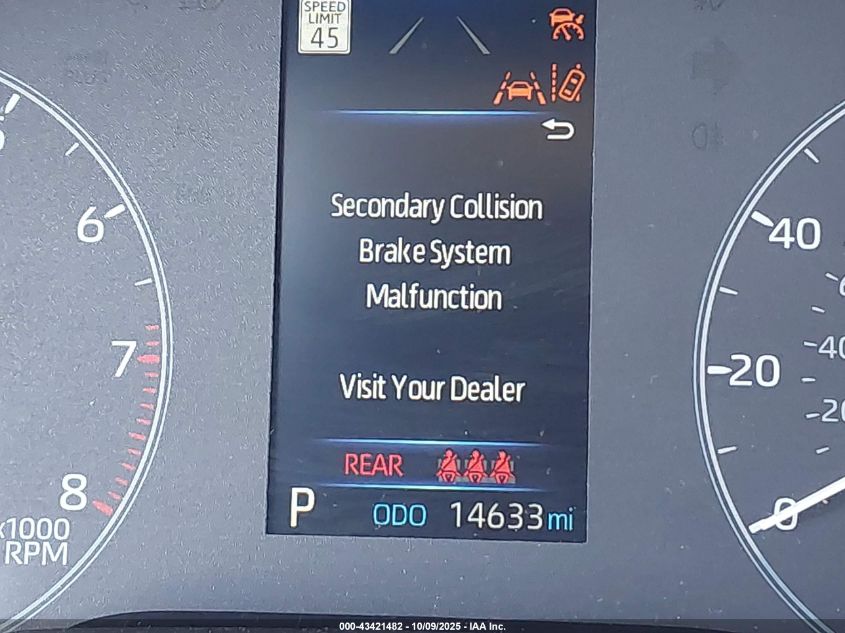 SPEED
LIMIT
45
6
7
8
x1000
RPM
Secondary Collision
Brake System
Malfunction
Visit Your Dealer
REAR
P ODO 14633 mi
40
20
0
000-43421482 - 10/09/2025 - IAA Inc.